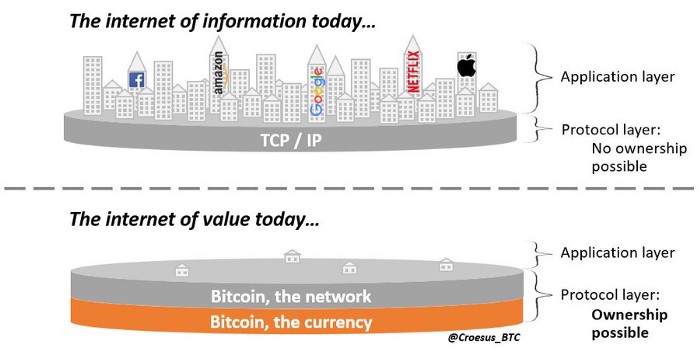 The internet of information today...
amazon
Google
NETFLIX
f
Application layer
TCP / IP
Protocol layer:
No ownership
possible
The internet of value today...
Application layer
Bitcoin, the network
Bitcoin, the currency
Protocol layer:
Ownership
possible
@Croesus_BTC